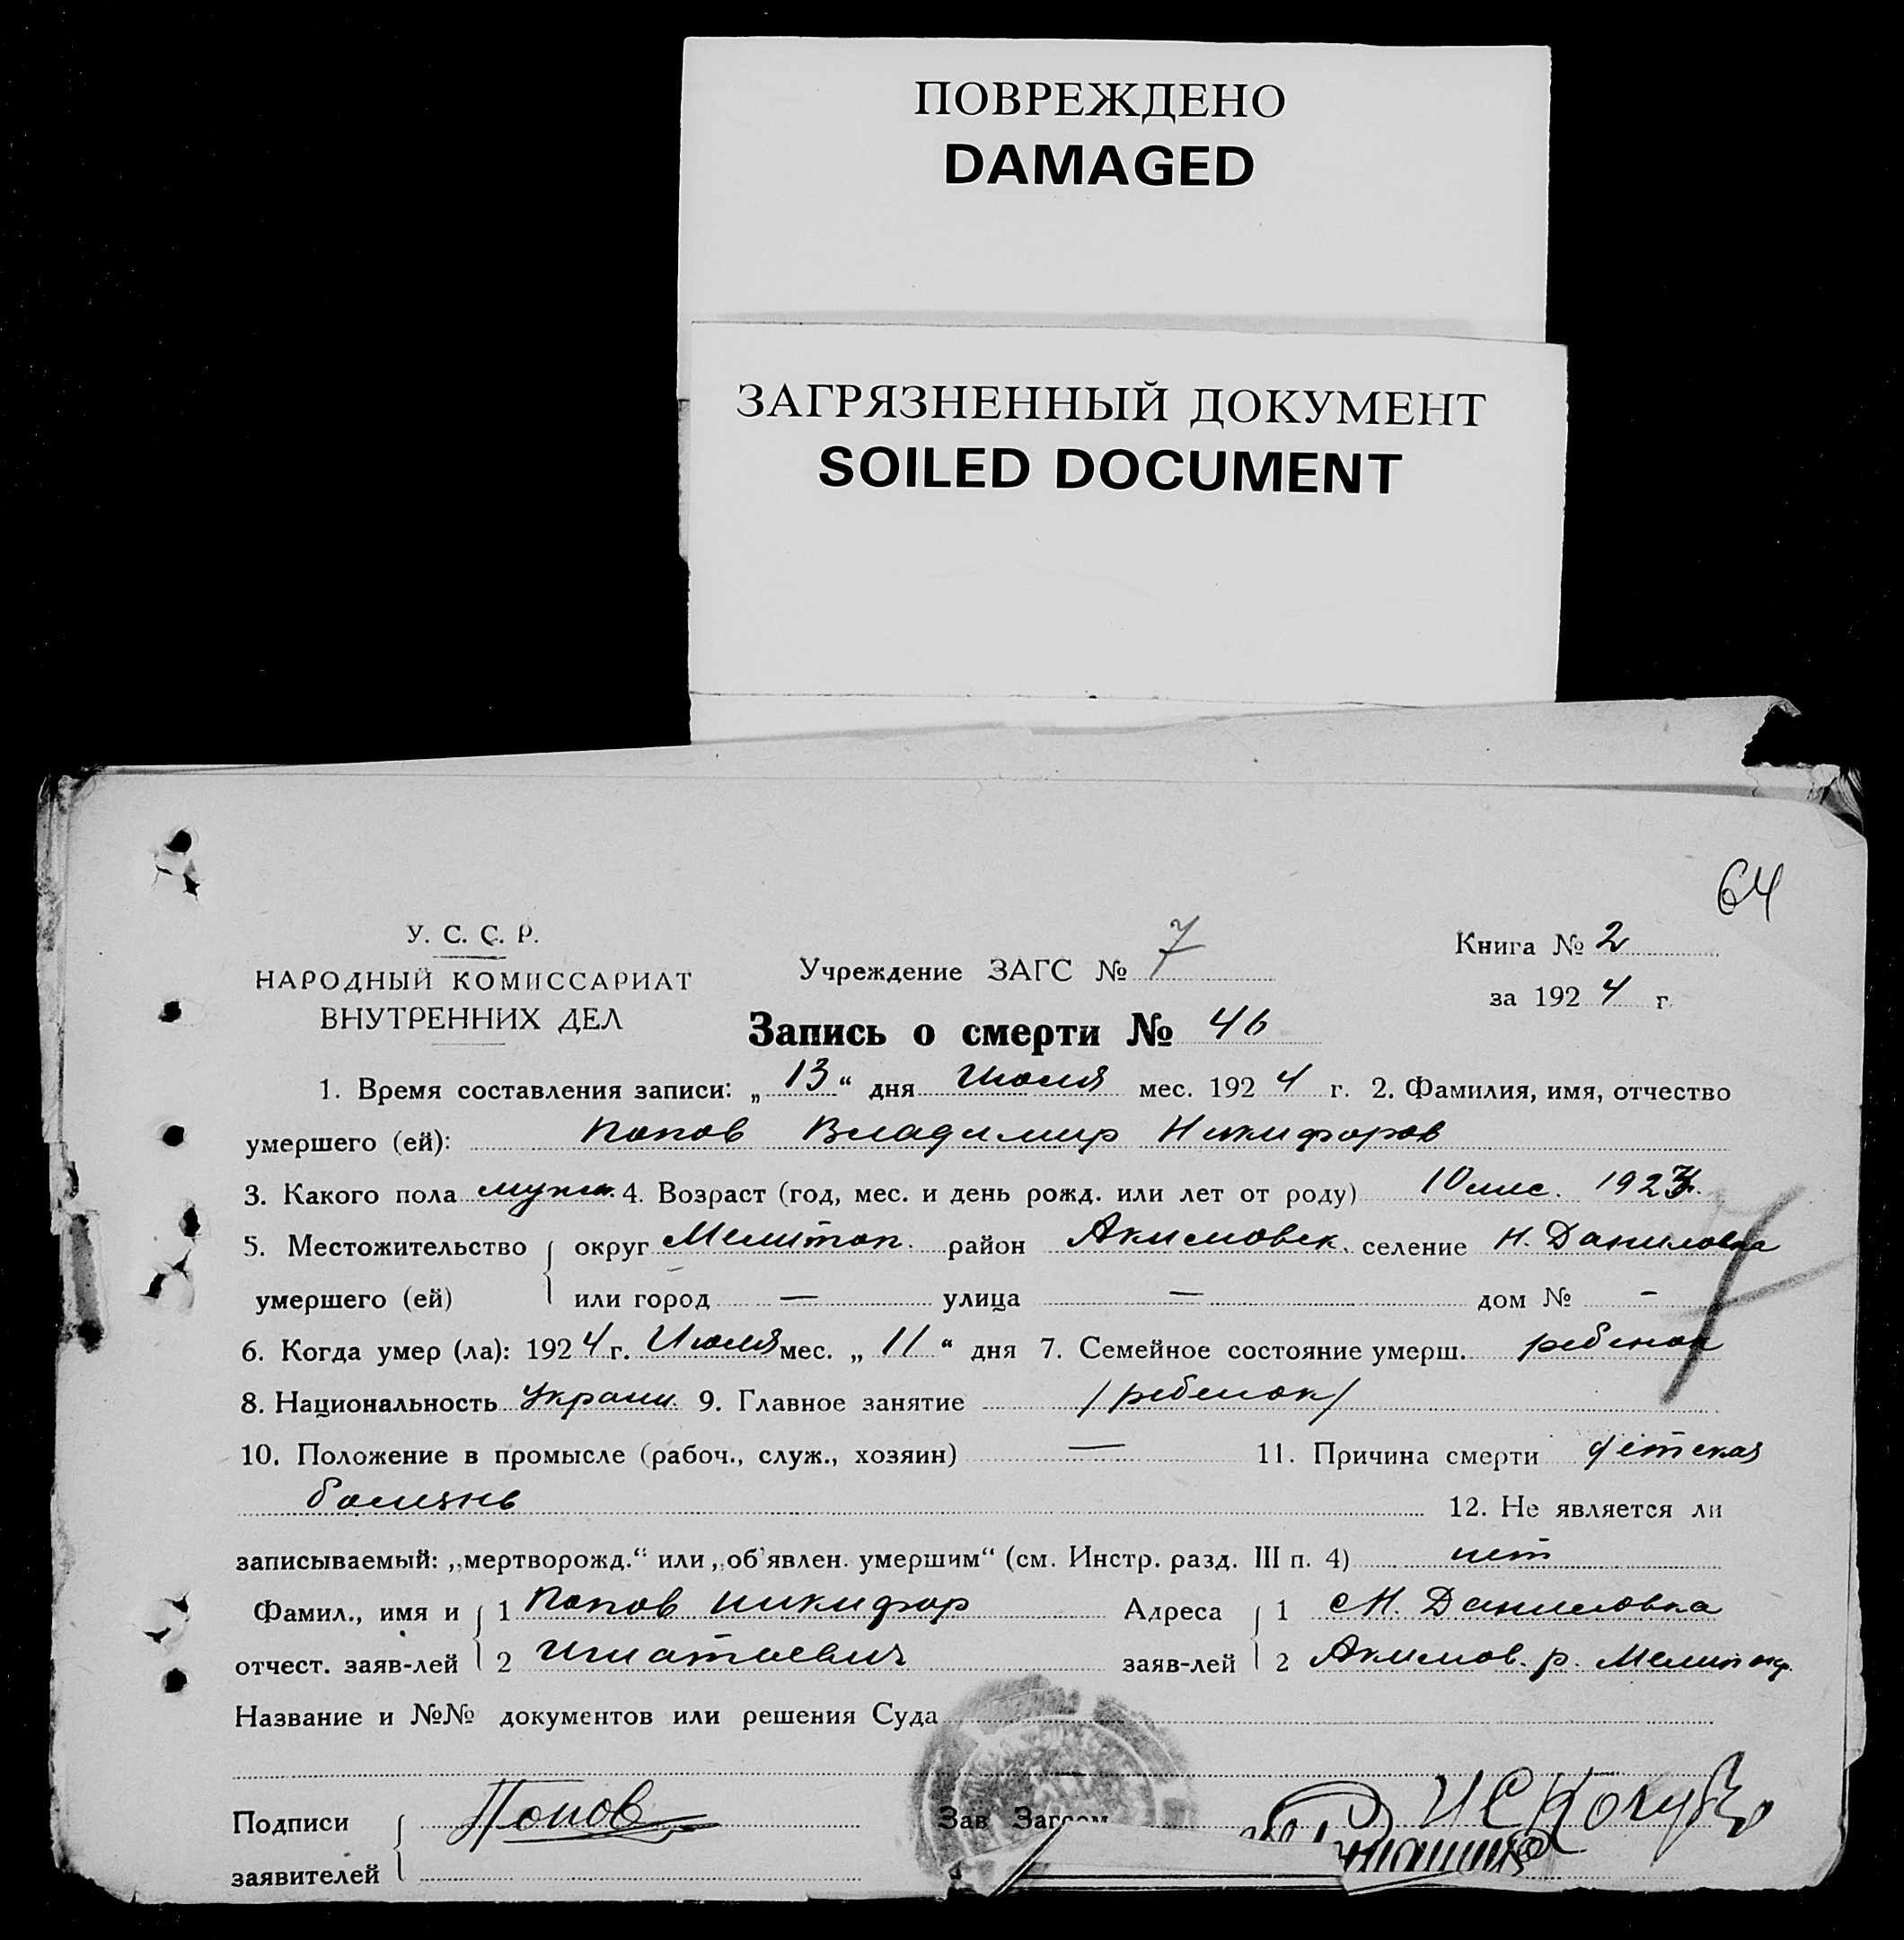 ПОВРЕЖДЕНО
DAMAGED
ЗАГРЯЗНЕННЫЙ ДОКУМЕНТ
SOILED DOCUMENT
64
У. С. С. Р.
НАРОДНЫЙ КОМИССАРИАТ
ВНУТРЕННИХ ДЕЛ
Учреждение ЗАГС № 7
Книга № 2
за 1924 г.
Запись о смерти № 46
1. Время составления записи: „13“ дня Июля мес. 1924 г. 2. Фамилия, имя, отчество
умершего (ей): Попов Владимир Никифоров
3. Какого пола мужск. 4. Возраст (год, мес. и день рожд. или лет от роду) 10 мес. 1923г.
5. Местожительство округ Мелитоп. район Акимовск. селение Н. Даниловка
умершего (ей) или город — улица — дом № -
6. Когда умер (ла): 1924 г. Июля мес. „11“ дня 7. Семейное состояние умерш. ребенок
8. Национальность Украин. 9. Главное занятие /ребенок/
10. Положение в промысле (рабоч., служ., хозяин) — 11. Причина смерти детская
болезнь 12. Не является ли
записываемый: „мертворожд.“ или „об'явлен. умершим“ (см. Инстр. разд. III п. 4) нет
Фамил., имя и 1 Попов Никифор Адреса 1 Н. Даниловка
отчест. заяв-лей 2 Игнатьевич заяв-лей 2 Акимов. р. Мелитоп.
Название и №№ документов или решения Суда
Подписи Попов Зав Загсом
заявителей